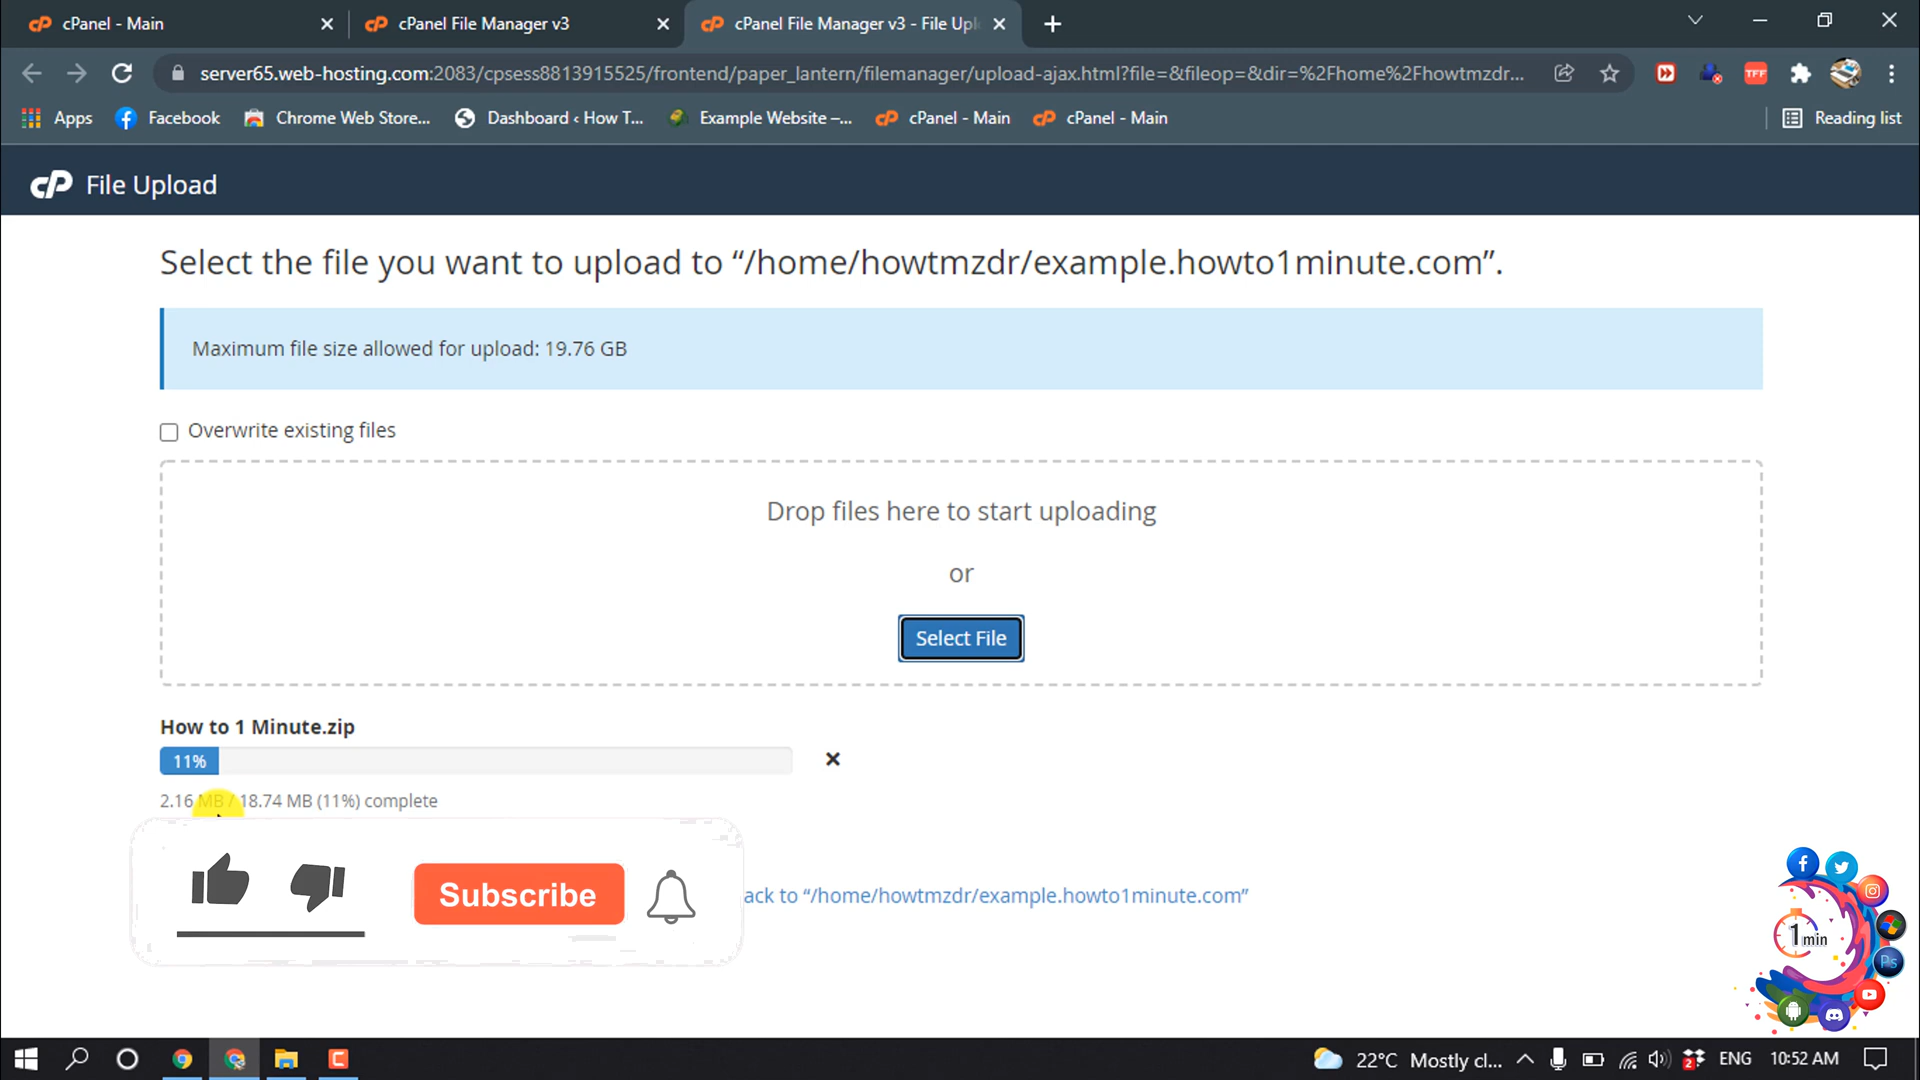 cPanel - Main
cPanel File Manager v3
cPanel File Manager v3 - File Upl
server65.web-hosting.com:2083/cpsess8813915525/frontend/paper_lantern/filemanager/upload-ajax.html?file=&fileop=&dir=%2Fhome%2Fhowtmzdr...
TFF
Apps
Facebook
Chrome Web Store...
Dashboard ‹ How T...
Example Website –...
cPanel - Main
cPanel - Main
Reading list
cP File Upload
Select the file you want to upload to “/home/howtmzdr/example.howto1minute.com”.
Maximum file size allowed for upload: 19.76 GB
Overwrite existing files
Drop files here to start uploading
or
Select File
How to 1 Minute.zip
11%
2.16 MB / 18.74 MB (11%) complete
Subscribe
ack to “/home/howtmzdr/example.howto1minute.com”
1 min
Ps
22°C Mostly cl...
2
ENG
10:52 AM